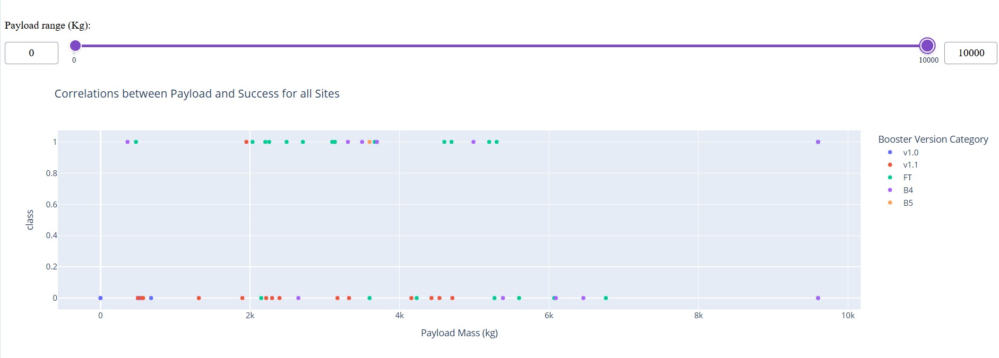 Payload range (Kg):
0
10000
0
10000
Correlations between Payload and Success for all Sites
1
0.8
0.6
0.4
0.2
0
class
0
2k
4k
6k
8k
10k
Payload Mass (kg)
Booster Version Category
v1.0
v1.1
FT
B4
B5